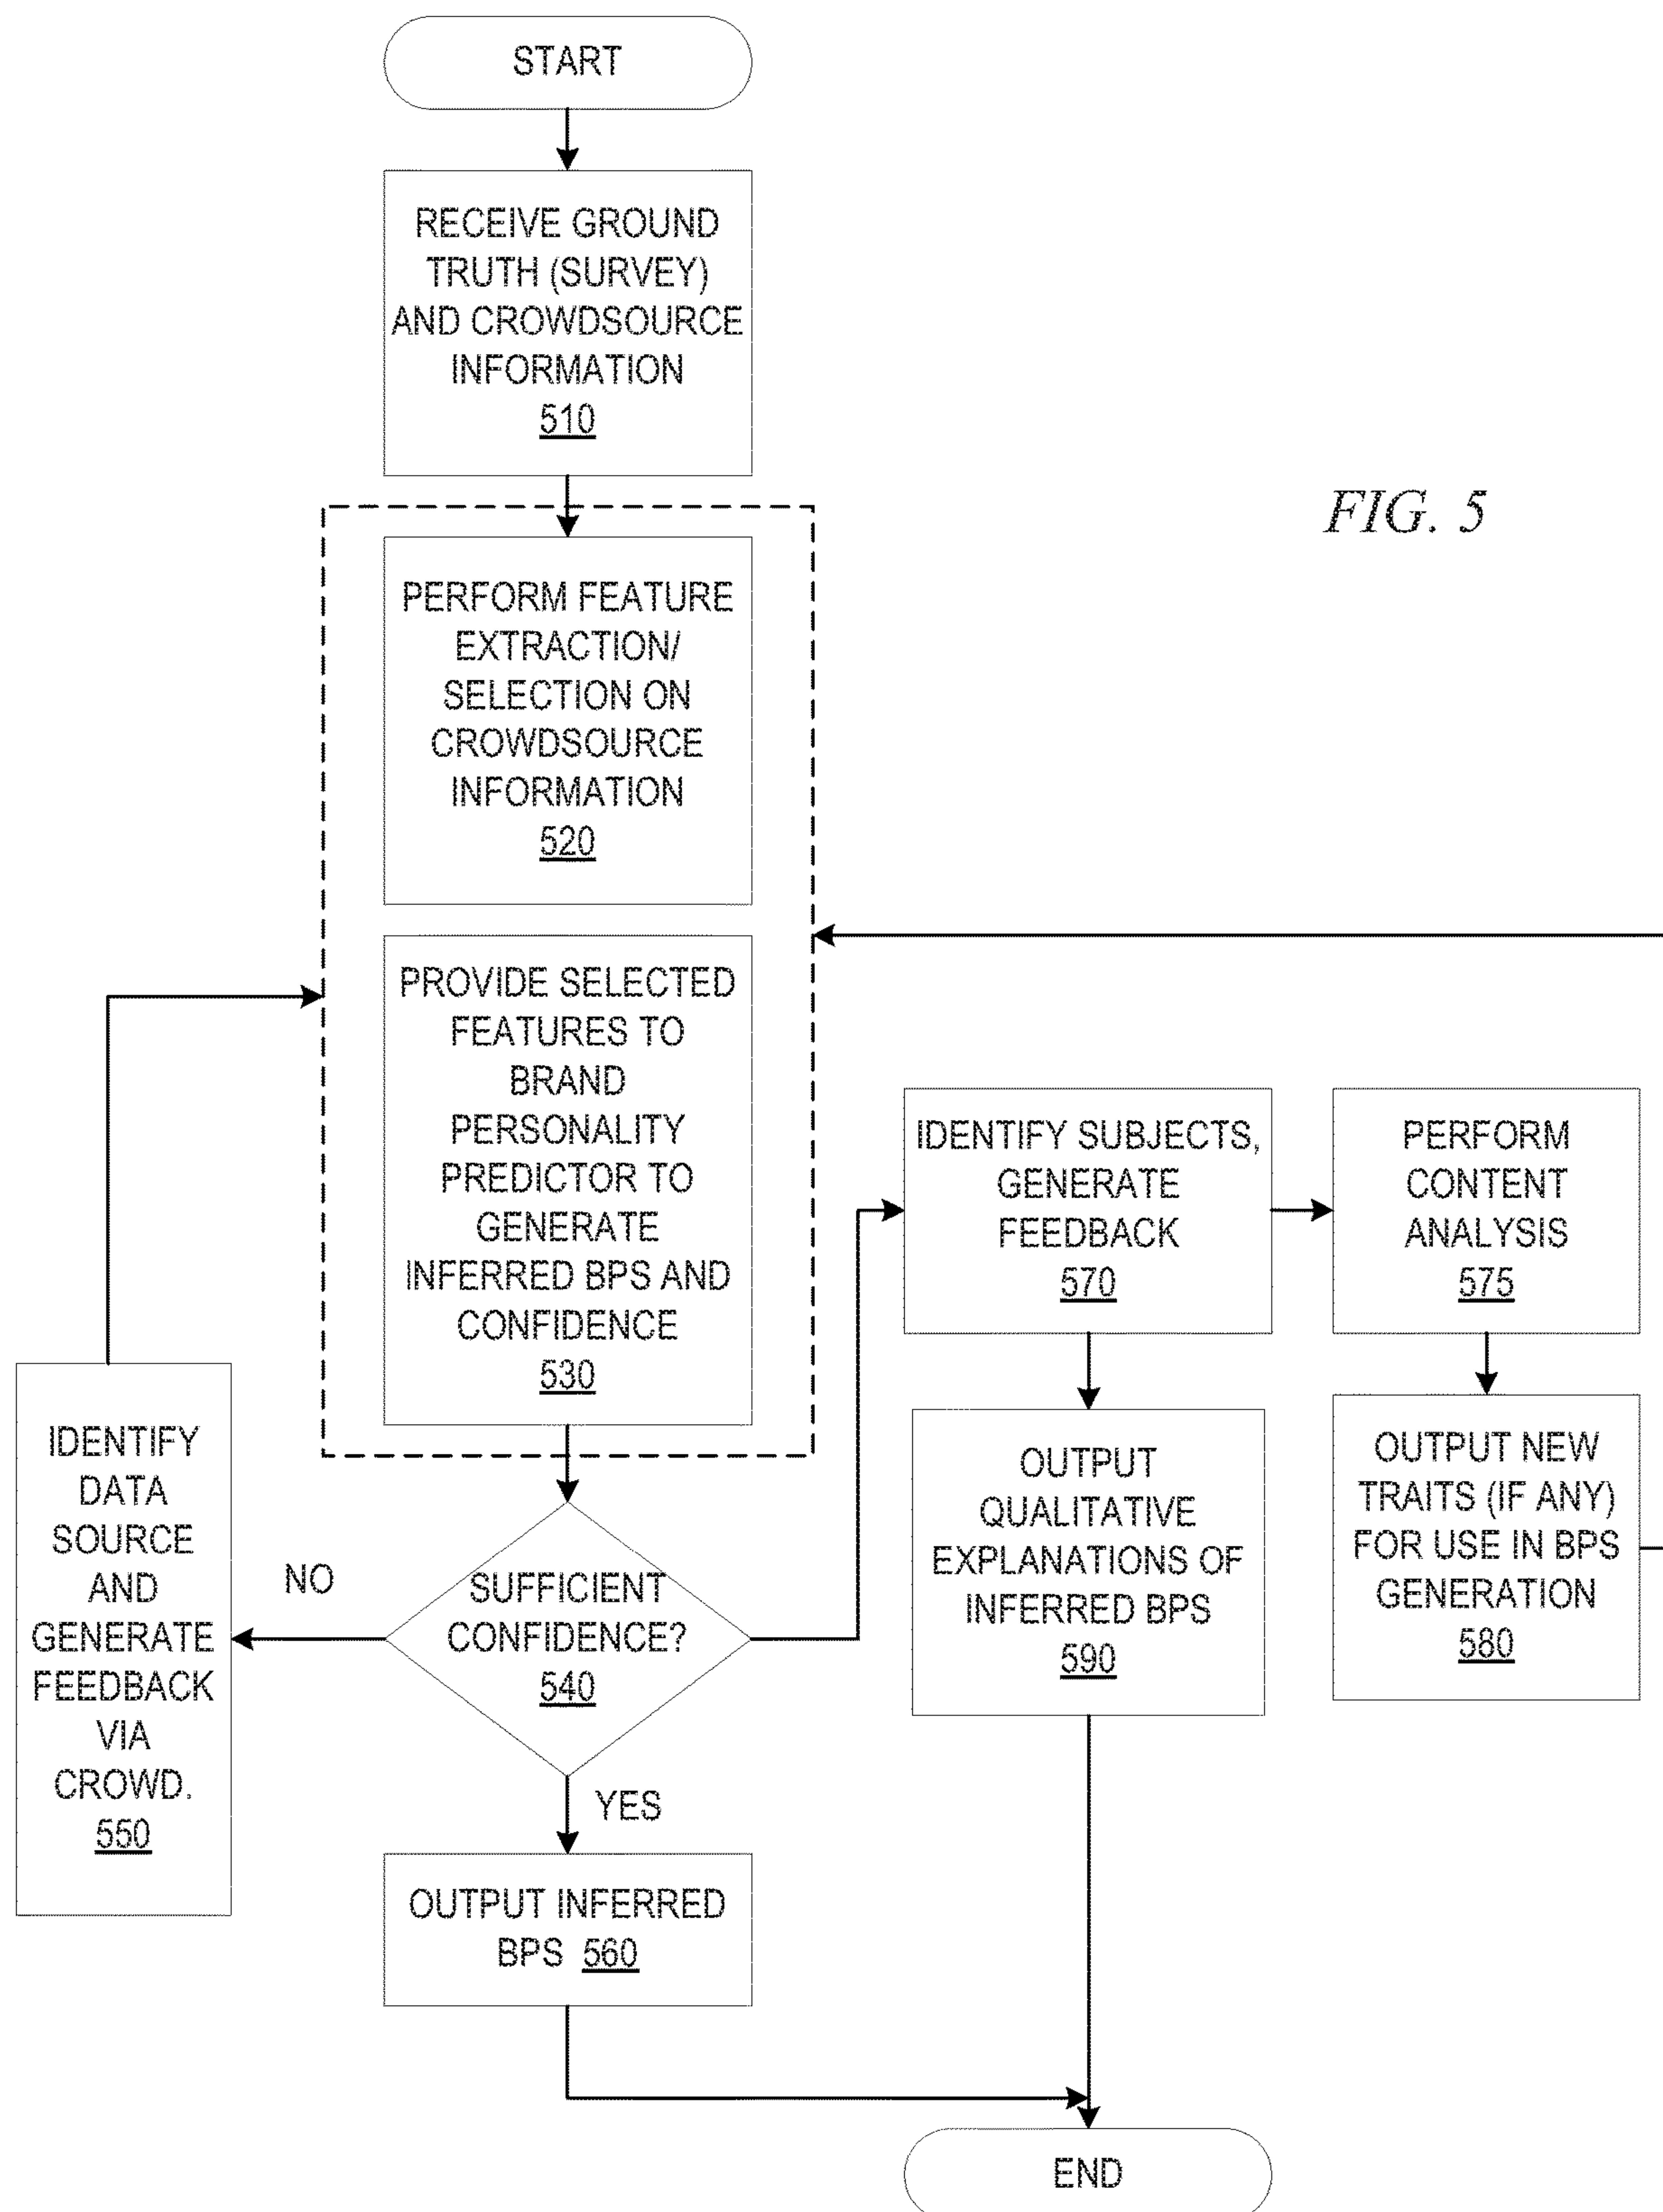 START
RECEIVE GROUND
TRUTH (SURVEY)
AND CROWDSOURCE
INFORMATION
510
FIG. 5
PERFORM FEATURE
EXTRACTION/
SELECTION ON
CROWDSOURCE
INFORMATION
520
PROVIDE SELECTED
FEATURES TO
BRAND
PERSONALITY
PREDICTOR TO
GENERATE
INFERRED BPS AND
CONFIDENCE
530
IDENTIFY SUBJECTS,
GENERATE
FEEDBACK
570
PERFORM
CONTENT
ANALYSIS
575
IDENTIFY
DATA
SOURCE
AND
GENERATE
FEEDBACK
VIA
CROWD.
550
NO
SUFFICIENT
CONFIDENCE?
540
YES
OUTPUT
QUALITATIVE
EXPLANATIONS OF
INFERRED BPS
590
OUTPUT NEW
TRAITS (IF ANY)
FOR USE IN BPS
GENERATION
580
OUTPUT INFERRED
BPS 560
END